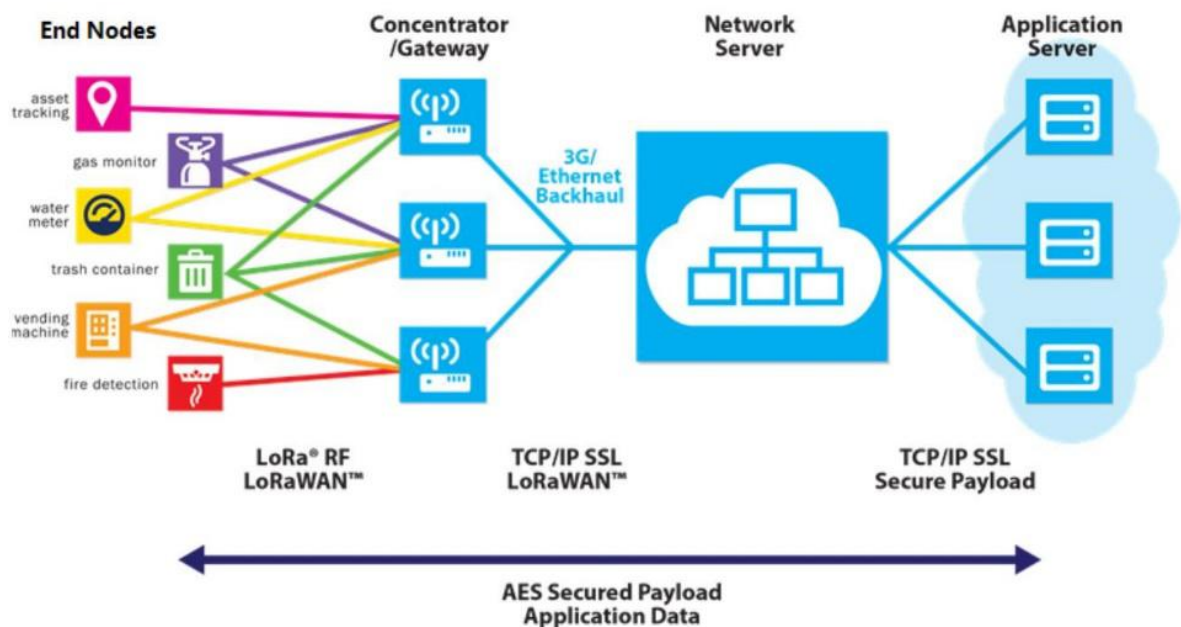 End Nodes
Concentrator
/Gateway
Network
Server
Application
Server
asset
tracking
gas monitor
water
meter
trash container
vending
machine
fire detection
3G/
Ethernet
Backhaul
LoRa® RF
LoRaWAN™
TCP/IP SSL
LoRaWAN™
TCP/IP SSL
Secure Payload
AES Secured Payload
Application Data